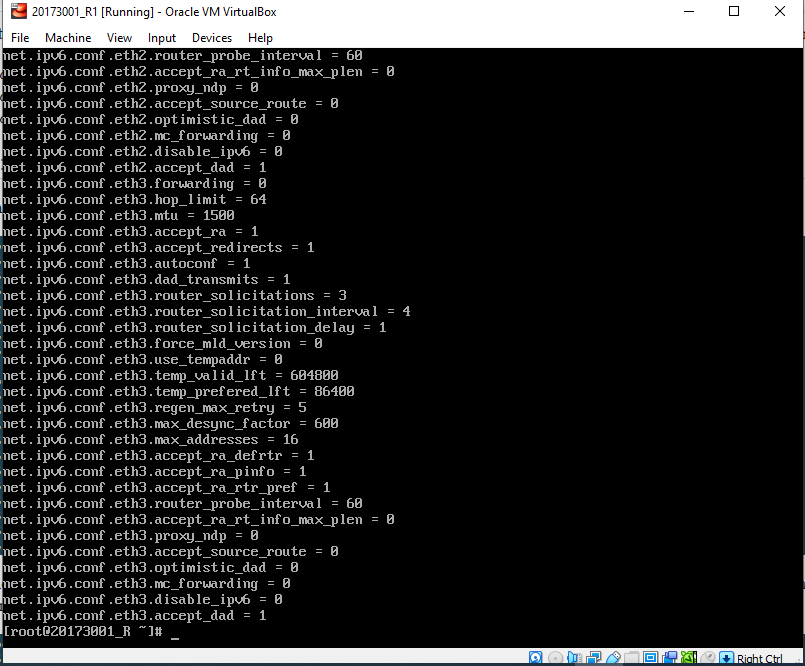 20173001_R1 [Running] - Oracle VM VirtualBox
File Machine View Input Devices Help
net.ipv6.conf.eth2.router_probe_interval = 60
net.ipv6.conf.eth2.accept_ra_rt_info_max_plen = 0
net.ipv6.conf.eth2.proxy_ndp = 0
net.ipv6.conf.eth2.accept_source_route = 0
net.ipv6.conf.eth2.optimistic_dad = 0
net.ipv6.conf.eth2.mc_forwarding = 0
net.ipv6.conf.eth2.disable_ipv6 = 0
net.ipv6.conf.eth2.accept_dad = 1
net.ipv6.conf.eth3.forwarding = 0
net.ipv6.conf.eth3.hop_limit = 64
net.ipv6.conf.eth3.mtu = 1500
net.ipv6.conf.eth3.accept_ra = 1
net.ipv6.conf.eth3.accept_redirects = 1
net.ipv6.conf.eth3.autoconf = 1
net.ipv6.conf.eth3.dad_transmits = 1
net.ipv6.conf.eth3.router_solicitations = 3
net.ipv6.conf.eth3.router_solicitation_interval = 4
net.ipv6.conf.eth3.router_solicitation_delay = 1
net.ipv6.conf.eth3.force_mld_version = 0
net.ipv6.conf.eth3.use_tempaddr = 0
net.ipv6.conf.eth3.temp_valid_lft = 604800
net.ipv6.conf.eth3.temp_prefered_lft = 86400
net.ipv6.conf.eth3.regen_max_retry = 5
net.ipv6.conf.eth3.max_desync_factor = 600
net.ipv6.conf.eth3.max_addresses = 16
net.ipv6.conf.eth3.accept_ra_defrtr = 1
net.ipv6.conf.eth3.accept_ra_pinfo = 1
net.ipv6.conf.eth3.accept_ra_rtr_pref = 1
net.ipv6.conf.eth3.router_probe_interval = 60
net.ipv6.conf.eth3.accept_ra_rt_info_max_plen = 0
net.ipv6.conf.eth3.proxy_ndp = 0
net.ipv6.conf.eth3.accept_source_route = 0
net.ipv6.conf.eth3.optimistic_dad = 0
net.ipv6.conf.eth3.mc_forwarding = 0
net.ipv6.conf.eth3.disable_ipv6 = 0
net.ipv6.conf.eth3.accept_dad = 1
[root@20173001_R ~]# _
Right Ctrl